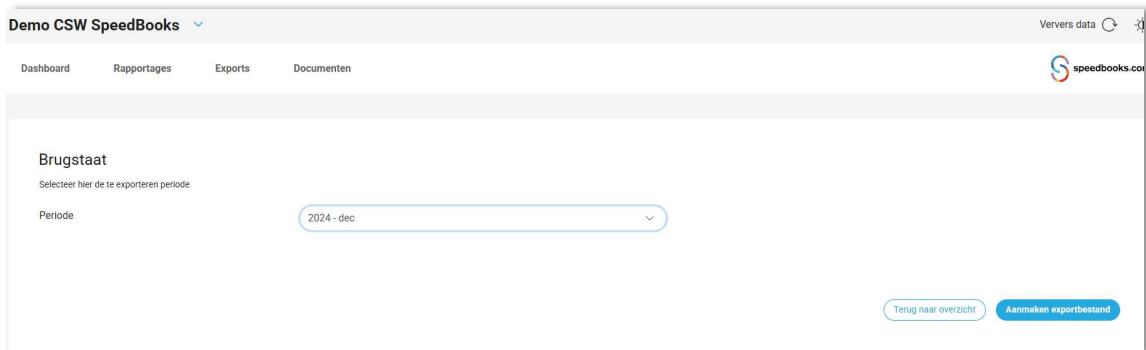 Demo CSW SpeedBooks
Ververs data
Dashboard Rapportages Exports Documenten
speedbooks.co
Brugstaat
Selecteer hier de te exporteren periode
Periode 2024 - dec
Terug naar overzicht Aanmaken exportbestand